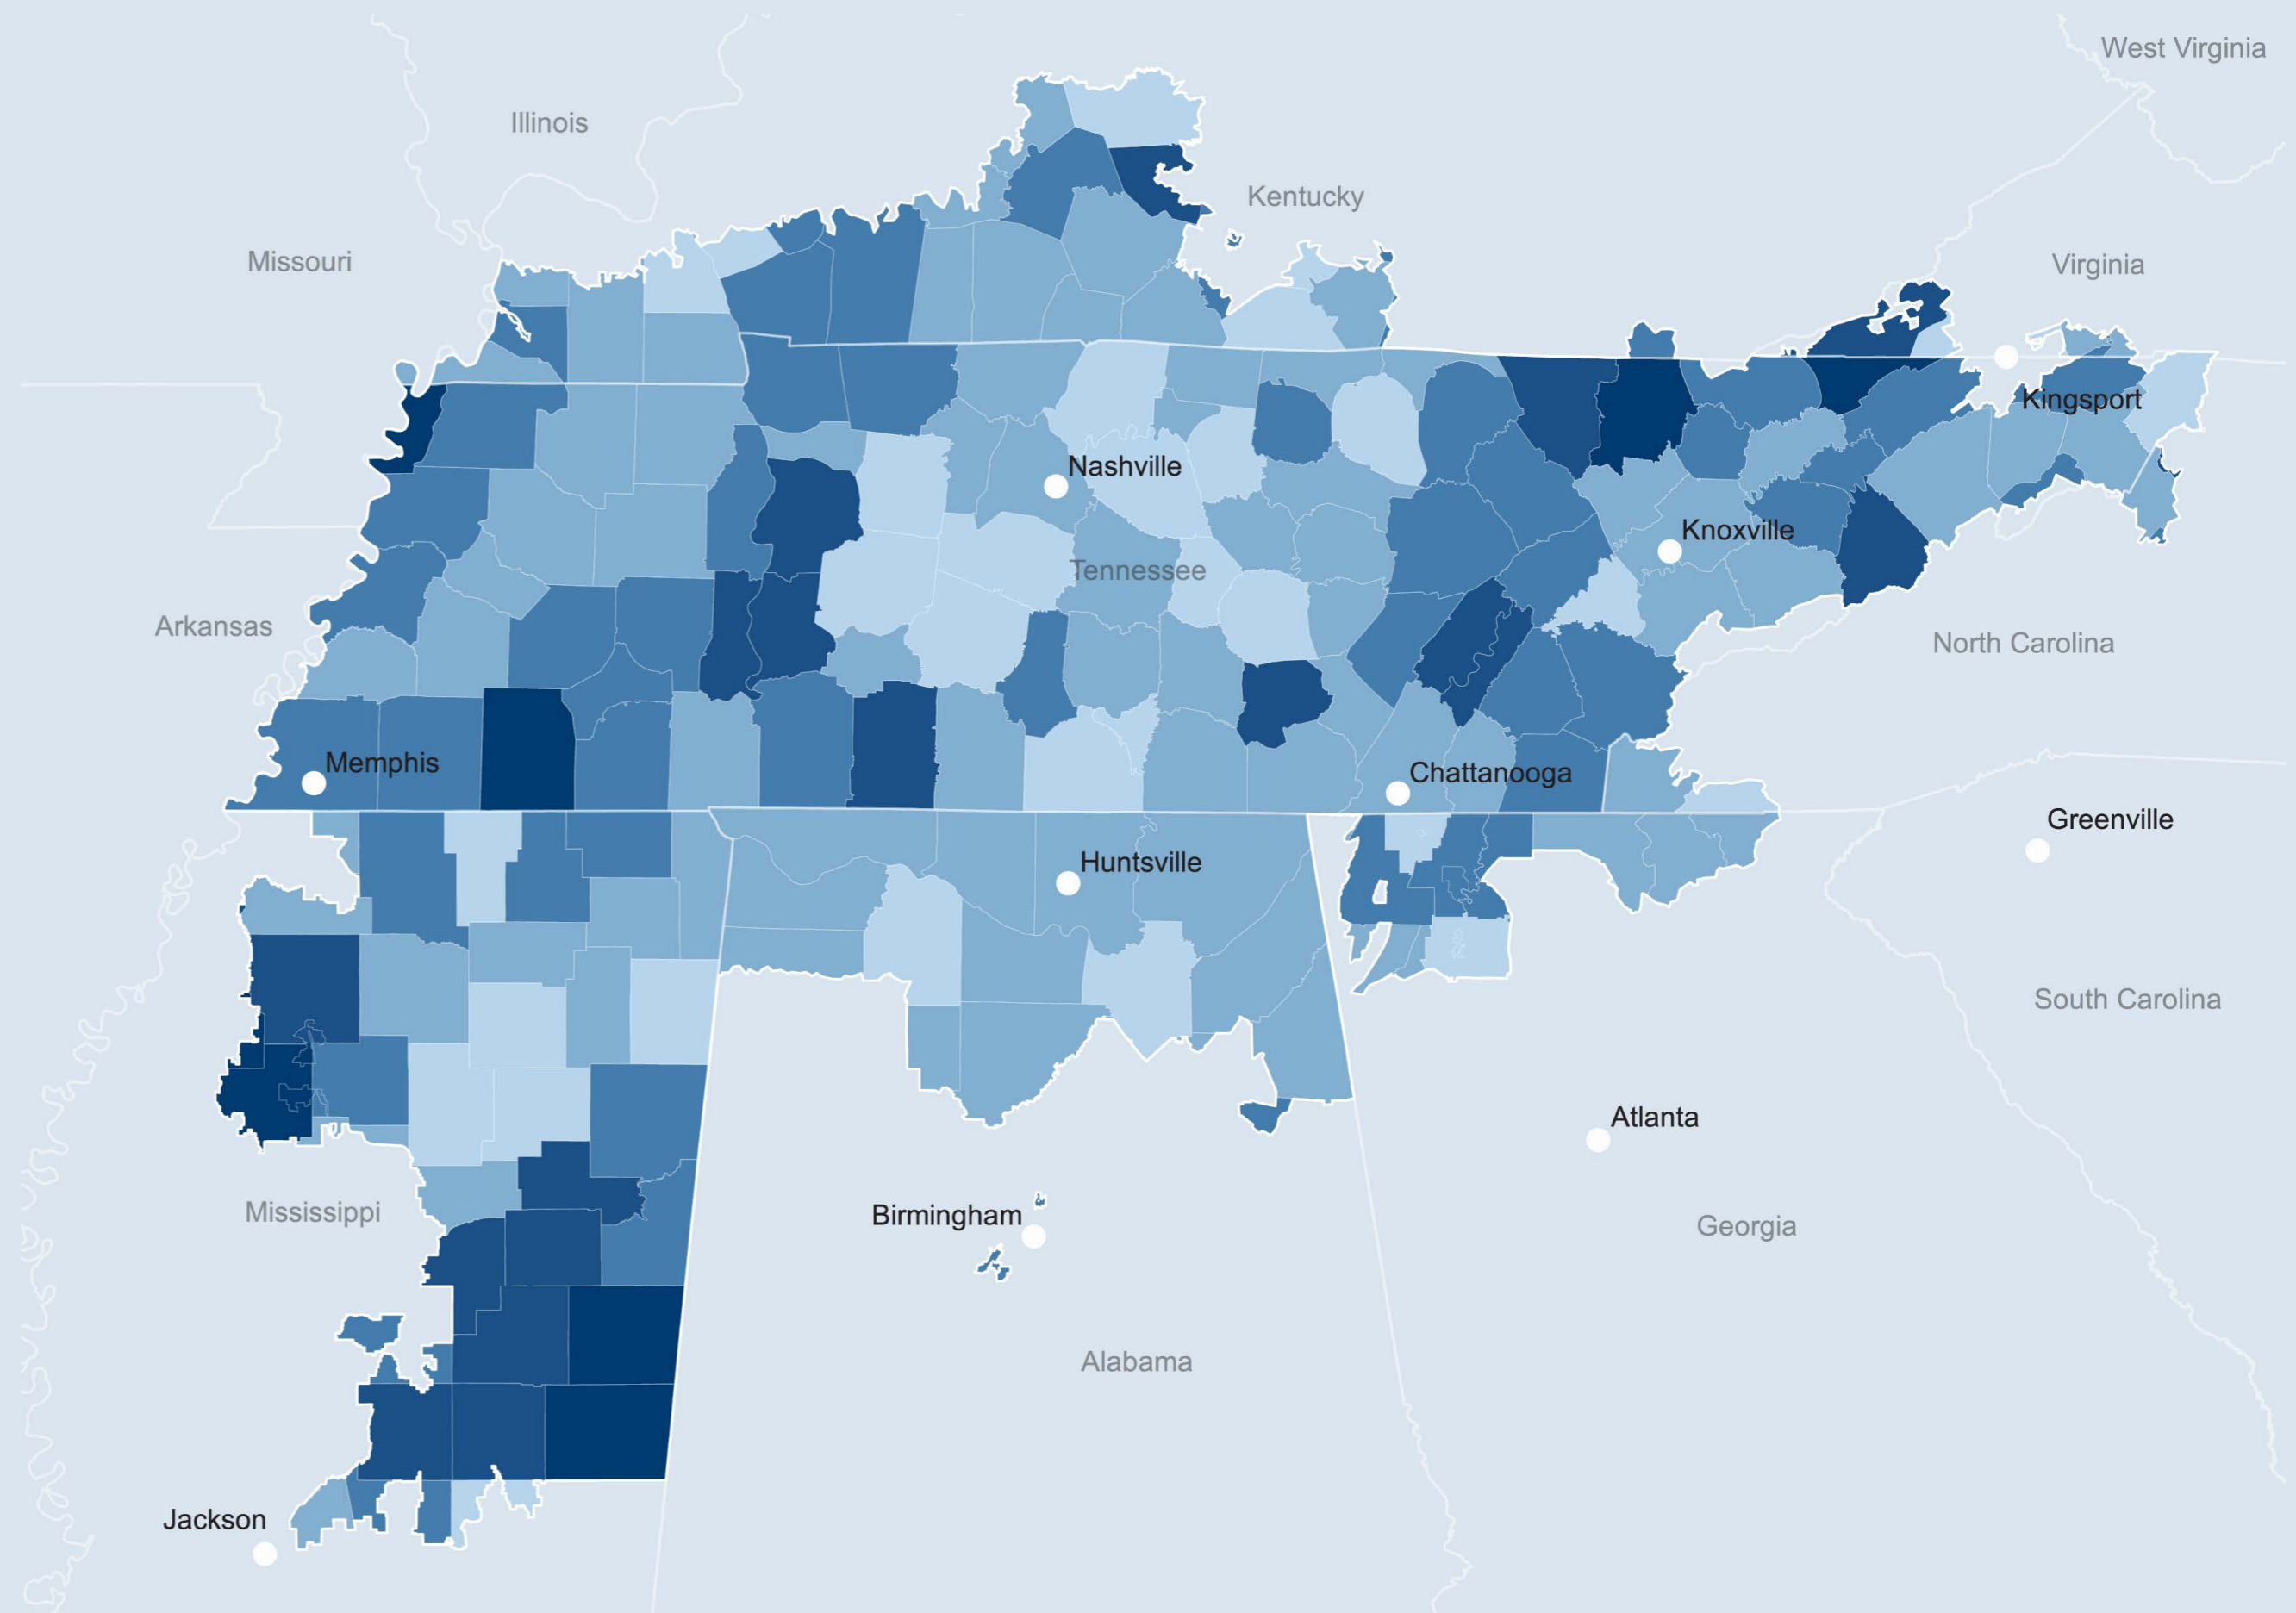 West Virginia
Illinois
Kentucky
Missouri
Virginia
Kingsport
Nashville
Knoxville
Tennessee
Arkansas
North Carolina
Memphis
Chattanooga
Greenville
Huntsville
South Carolina
Atlanta
Mississippi
Birmingham
Georgia
Alabama
Jackson